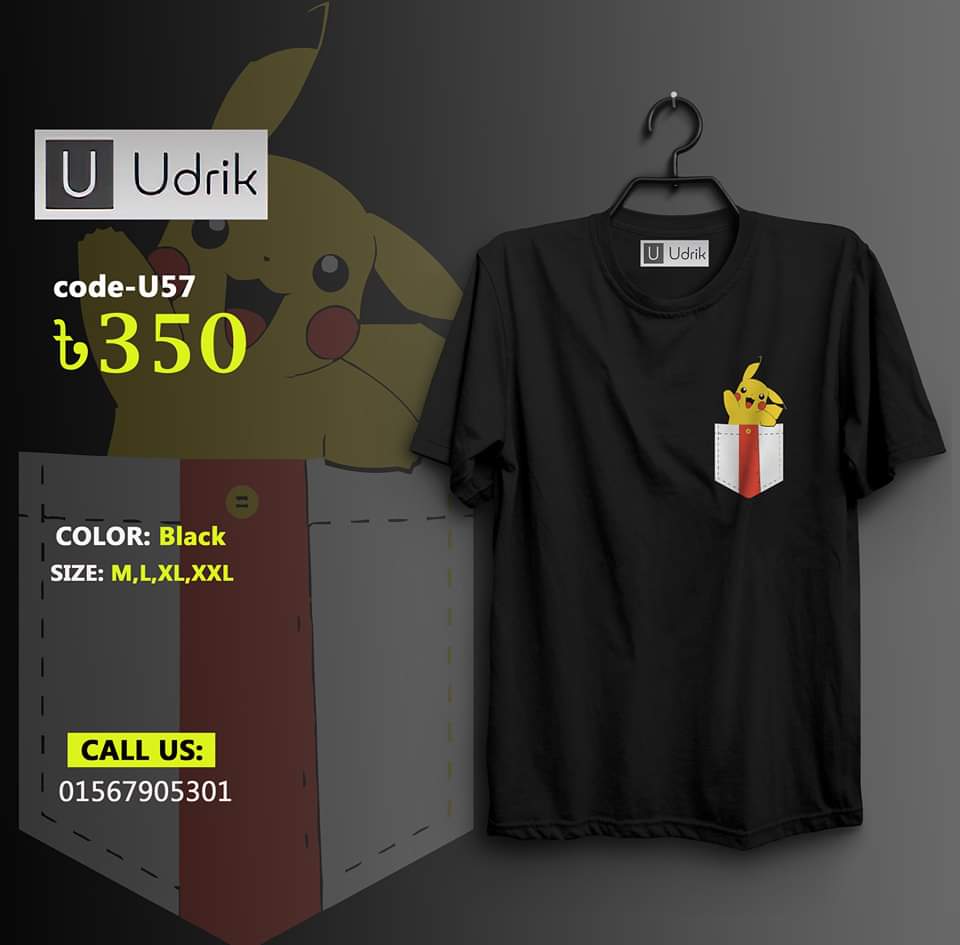 U Udrik
code-U57
৳350
COLOR: Black
SIZE: M,L,XL,XXL
CALL US:
01567905301
U Udrik